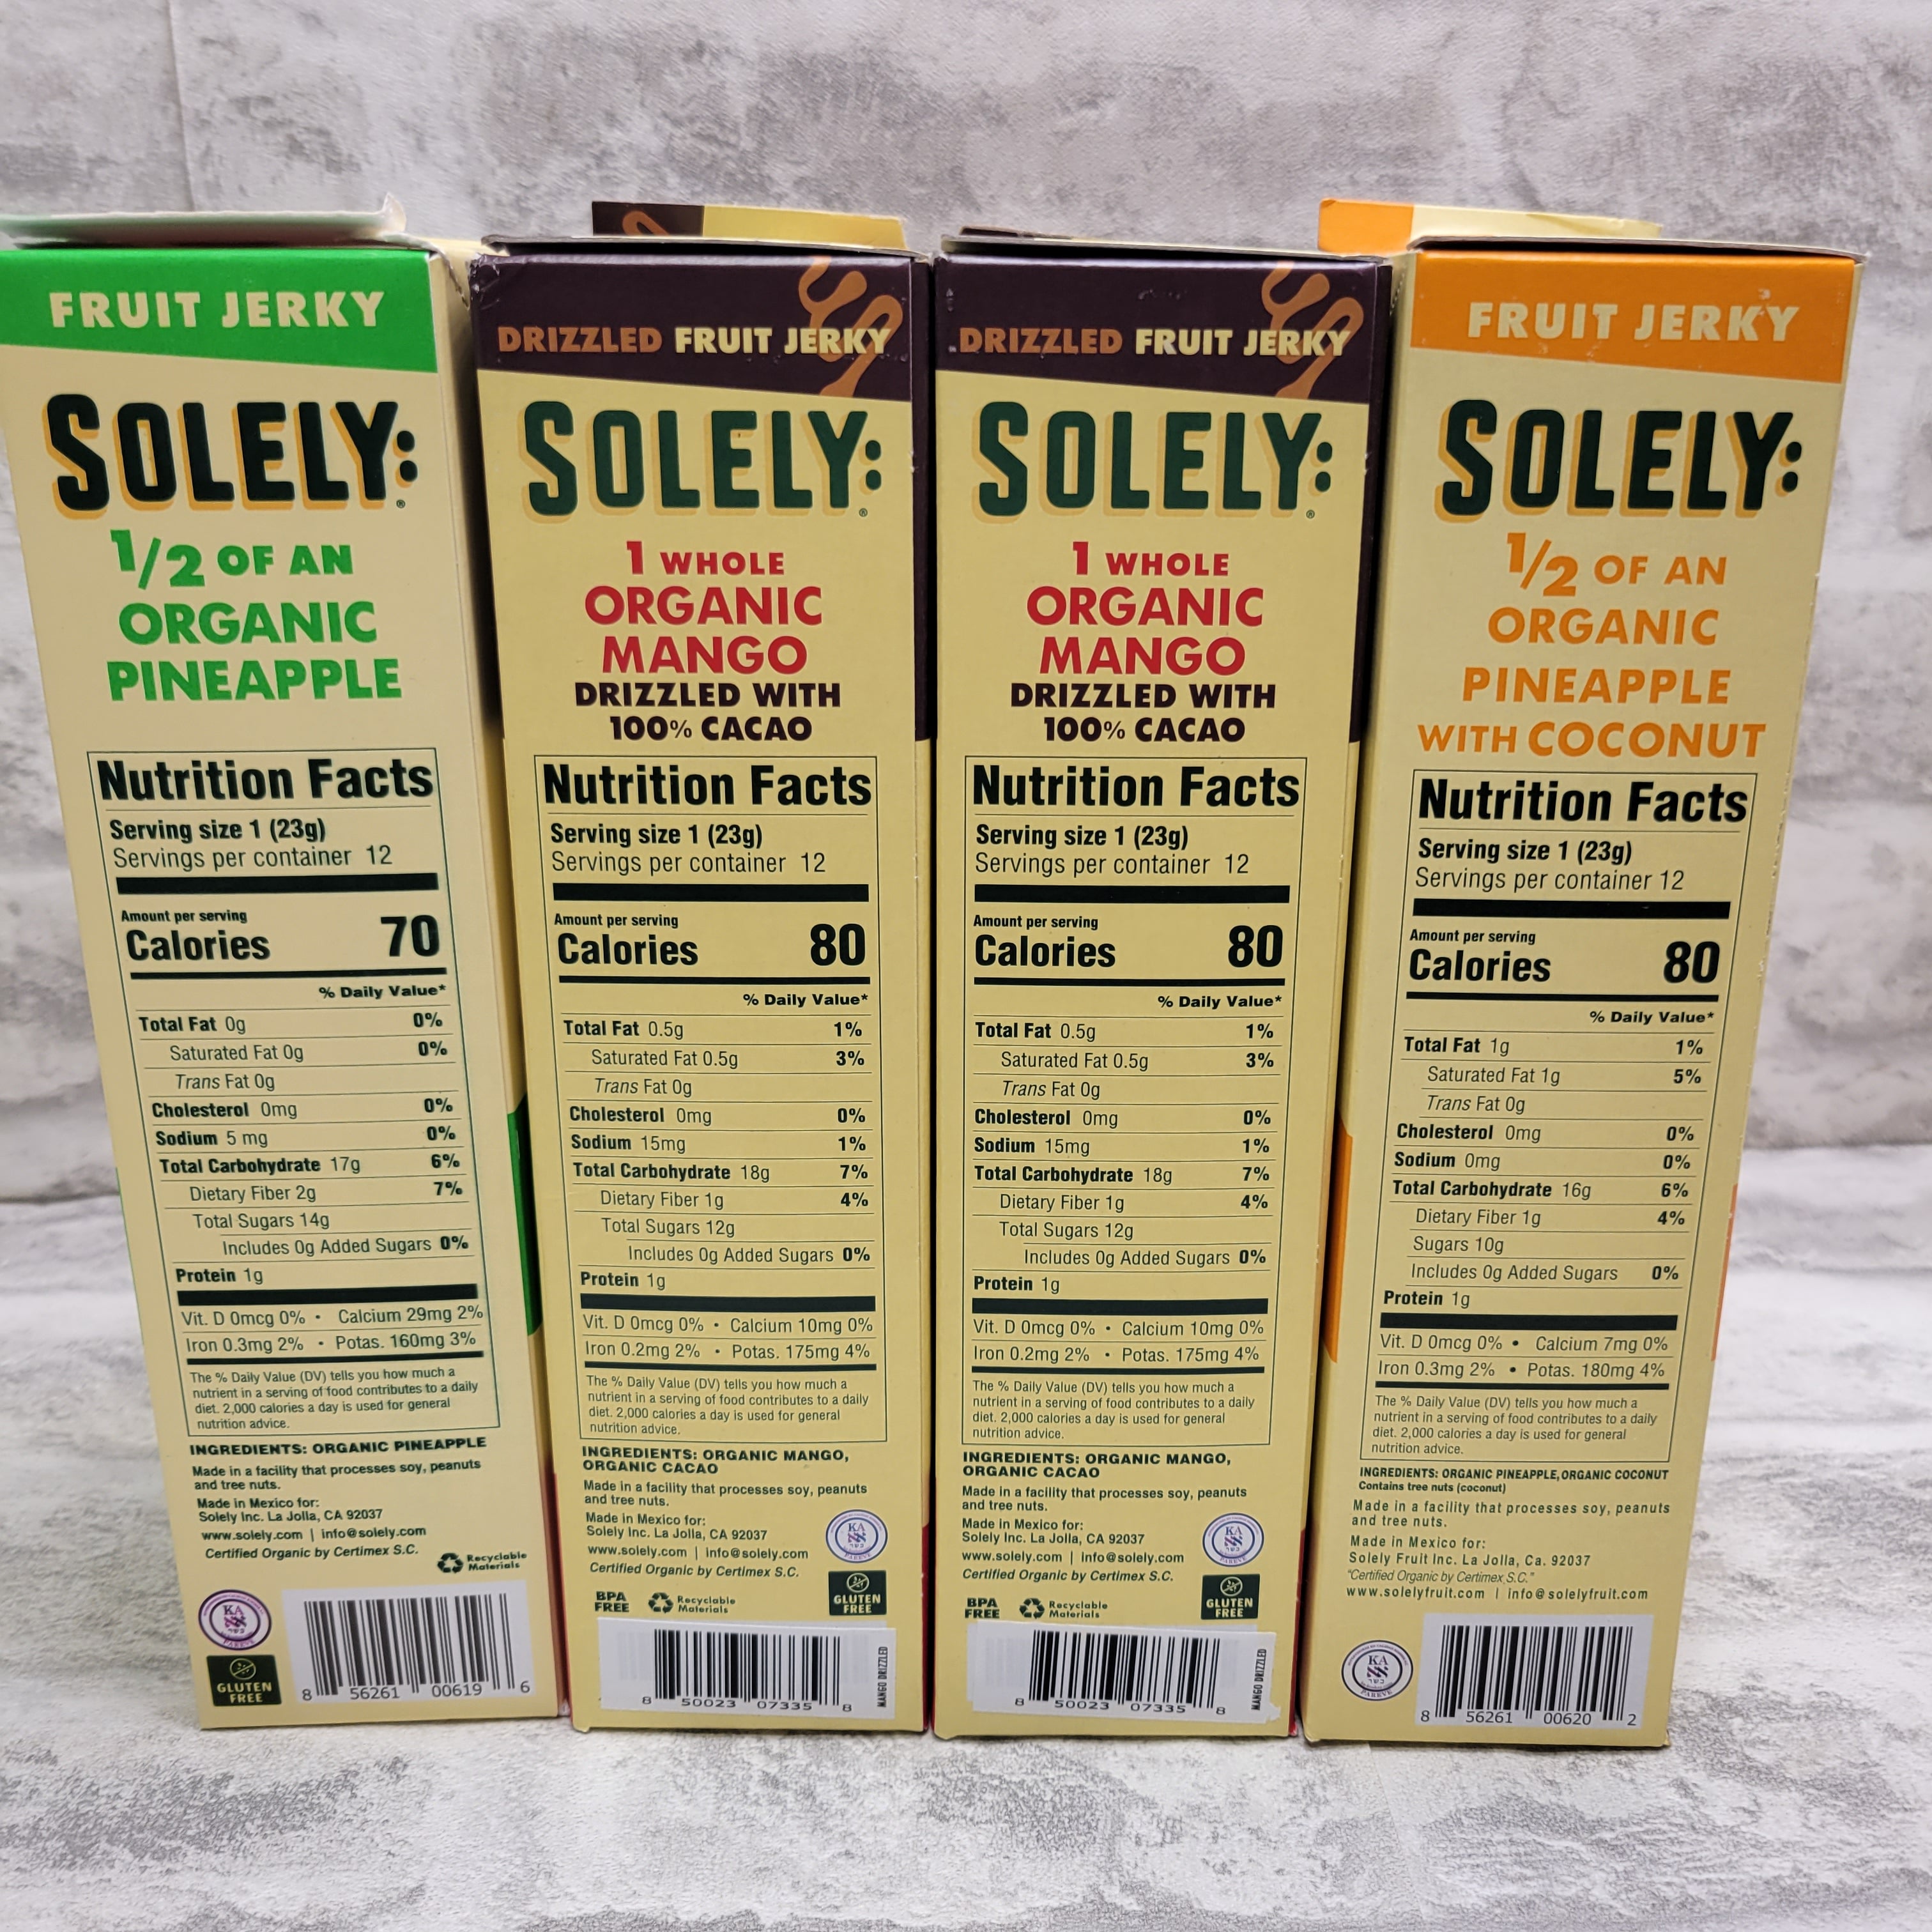 FRUIT JERKY
SOLELY:®
1/2 OF AN
ORGANIC
PINEAPPLE
Nutrition Facts
Serving size 1 (23g)
Servings per container 12
Amount per serving
Calories 70
% Daily Value*
Total Fat 0g 0%
Saturated Fat 0g 0%
Trans Fat 0g
Cholesterol 0mg 0%
Sodium 5 mg 0%
Total Carbohydrate 17g 6%
Dietary Fiber 2g 7%
Total Sugars 14g
Includes 0g Added Sugars 0%
Protein 1g
Vit. D 0mcg 0% • Calcium 29mg 2%
Iron 0.3mg 2% • Potas. 160mg 3%
The % Daily Value (DV) tells you how much a
nutrient in a serving of food contributes to a daily
diet. 2,000 calories a day is used for general
nutrition advice.
INGREDIENTS: ORGANIC PINEAPPLE
Made in a facility that processes soy, peanuts
and tree nuts.
Made in Mexico for:
Solely Inc. La Jolla, CA 92037
www.solely.com | info@solely.com
Certified Organic by Certimex S.C.
Recyclable
Materials
KA
כשר
PAREVE
GLUTEN
FREE
8 56261 00619 6
DRIZZLED FRUIT JERKY
SOLELY:®
1 WHOLE
ORGANIC
MANGO
DRIZZLED WITH
100% CACAO
Nutrition Facts
Serving size 1 (23g)
Servings per container 12
Amount per serving
Calories 80
% Daily Value*
Total Fat 0.5g 1%
Saturated Fat 0.5g 3%
Trans Fat 0g
Cholesterol 0mg 0%
Sodium 15mg 1%
Total Carbohydrate 18g 7%
Dietary Fiber 1g 4%
Total Sugars 12g
Includes 0g Added Sugars 0%
Protein 1g
Vit. D 0mcg 0% • Calcium 10mg 0%
Iron 0.2mg 2% • Potas. 175mg 4%
The % Daily Value (DV) tells you how much a
nutrient in a serving of food contributes to a daily
diet. 2,000 calories a day is used for general
nutrition advice.
INGREDIENTS: ORGANIC MANGO,
ORGANIC CACAO
Made in a facility that processes soy, peanuts
and tree nuts.
Made in Mexico for:
Solely Inc. La Jolla, CA 92037
www.solely.com | info@solely.com
Certified Organic by Certimex S.C.
KA
כשר
PAREVE
BPA
FREE
Recyclable
Materials
GLUTEN
FREE
8 50023 07335 8
MANGO DRIZZLED
DRIZZLED FRUIT JERKY
SOLELY:®
1 WHOLE
ORGANIC
MANGO
DRIZZLED WITH
100% CACAO
Nutrition Facts
Serving size 1 (23g)
Servings per container 12
Amount per serving
Calories 80
% Daily Value*
Total Fat 0.5g 1%
Saturated Fat 0.5g 3%
Trans Fat 0g
Cholesterol 0mg 0%
Sodium 15mg 1%
Total Carbohydrate 18g 7%
Dietary Fiber 1g 4%
Total Sugars 12g
Includes 0g Added Sugars 0%
Protein 1g
Vit. D 0mcg 0% • Calcium 10mg 0%
Iron 0.2mg 2% • Potas. 175mg 4%
The % Daily Value (DV) tells you how much a
nutrient in a serving of food contributes to a daily
diet. 2,000 calories a day is used for general
nutrition advice.
INGREDIENTS: ORGANIC MANGO,
ORGANIC CACAO
Made in a facility that processes soy, peanuts
and tree nuts.
Made in Mexico for:
Solely Inc. La Jolla, CA 92037
www.solely.com | info@solely.com
Certified Organic by Certimex S.C.
KA
כשר
PAREVE
BPA
FREE
Recyclable
Materials
GLUTEN
FREE
8 50023 07335 8
MANGO DRIZZLED
FRUIT JERKY
SOLELY:
1/2 OF AN
ORGANIC
PINEAPPLE
WITH COCONUT
Nutrition Facts
Serving size 1 (23g)
Servings per container 12
Amount per serving
Calories 80
% Daily Value*
Total Fat 1g 1%
Saturated Fat 1g 5%
Trans Fat 0g
Cholesterol 0mg 0%
Sodium 0mg 0%
Total Carbohydrate 16g 6%
Dietary Fiber 1g 4%
Sugars 10g
Includes 0g Added Sugars 0%
Protein 1g
Vit. D 0mcg 0% • Calcium 7mg 0%
Iron 0.3mg 2% • Potas. 180mg 4%
The % Daily Value (DV) tells you how much a
nutrient in a serving of food contributes to a daily
diet. 2,000 calories a day is used for general
nutrition advice.
INGREDIENTS: ORGANIC PINEAPPLE, ORGANIC COCONUT
Contains tree nuts (coconut)
Made in a facility that processes soy, peanuts
and tree nuts.
Made in Mexico for:
Solely Fruit Inc. La Jolla, Ca. 92037
"Certified Organic by Certimex S.C."
www.solelyfruit.com | info@solelyfruit.com
KA
כשר
PAREVE
8 56261 00620 2